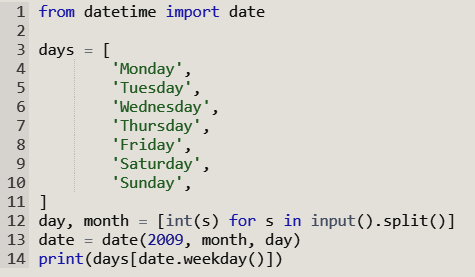 1 from datetime import date
2
3 days = [
4         'Monday',
5         'Tuesday',
6         'Wednesday',
7         'Thursday',
8         'Friday',
9         'Saturday',
10         'Sunday',
11 ]
12 day, month = [int(s) for s in input().split()]
13 date = date(2009, month, day)
14 print(days[date.weekday()])